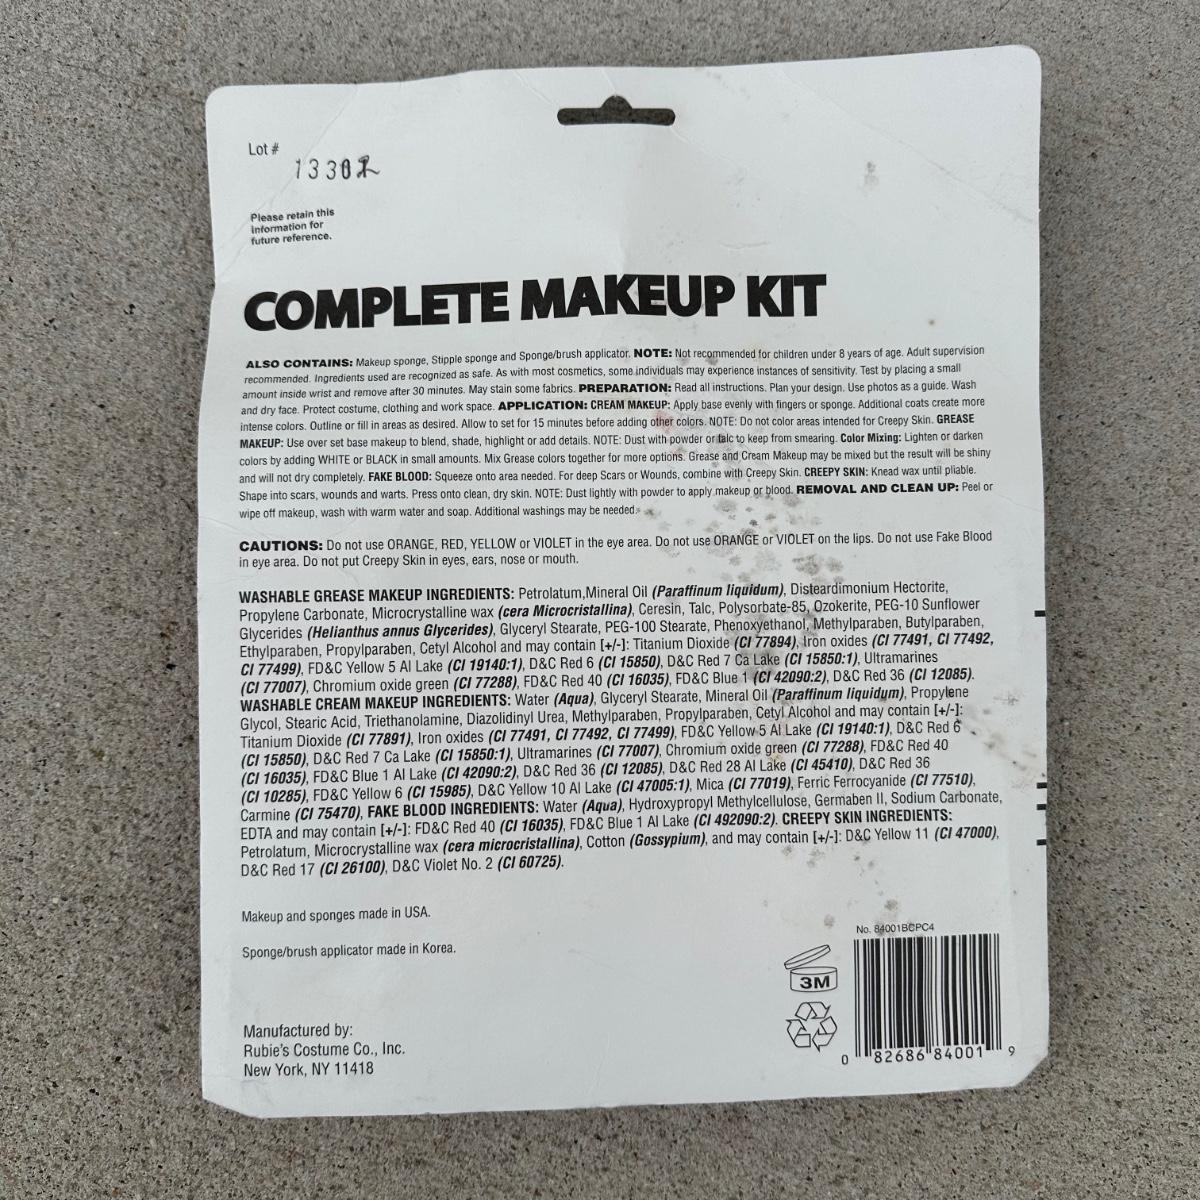 Lot #
Please retain this
information for
future reference.
COMPLETE MAKEUP KIT
ALSO CONTAINS: Makeup sponge, Stipple sponge and Sponge/brush applicator. NOTE: Not recommended for children under 8 years of age. Adult supervision
recommended. Ingredients used are recognized as safe. As with most cosmetics, some individuals may experience instances of sensitivity. Test by placing a small
amount inside wrist and remove after 30 minutes. May stain some fabrics. PREPARATION: Read all instructions. Plan your design. Use photos as a guide. Wash
and dry face. Protect costume, clothing and work space. APPLICATION: CREAM MAKEUP: Apply base evenly with fingers or sponge. Additional coats create more
intense colors. Outline or fill in areas as desired. Allow to set for 15 minutes before adding other colors. NOTE: Do not color areas intended for Creepy Skin. GREASE
MAKEUP: Use over set base makeup to blend, shade, highlight or add details. NOTE: Dust with powder or talc to keep from smearing. Color Mixing: Lighten or darken
colors by adding WHITE or BLACK in small amounts. Mix Grease colors together for more options. Grease and Cream Makeup may be mixed but the result will be shiny
and will not dry completely. FAKE BLOOD: Squeeze onto area needed. For deep Scars or Wounds, combine with Creepy Skin. CREEPY SKIN: Knead wax until pliable.
Shape into scars, wounds and warts. Press onto clean, dry skin. NOTE: Dust lightly with powder to apply makeup or blood. REMOVAL AND CLEAN UP: Peel or
wipe off makeup, wash with warm water and soap. Additional washings may be needed.
CAUTIONS: Do not use ORANGE, RED, YELLOW or VIOLET in the eye area. Do not use ORANGE or VIOLET on the lips. Do not use Fake Blood
in eye area. Do not put Creepy Skin in eyes, ears, nose or mouth.
WASHABLE GREASE MAKEUP INGREDIENTS: Petrolatum,Mineral Oil (Paraffinum liquidum), Disteardimonium Hectorite,
Propylene Carbonate, Microcrystalline wax (cera Microcristallina), Ceresin, Talc, Polysorbate-85, Ozokerite, PEG-10 Sunflower
Glycerides (Helianthus annus Glycerides), Glyceryl Stearate, PEG-100 Stearate, Phenoxyethanol, Methylparaben, Butylparaben,
Ethylparaben, Propylparaben, Cetyl Alcohol and may contain [+/-]: Titanium Dioxide (CI 77894), Iron oxides (CI 77491, CI 77492,
CI 77499), FD&C Yellow 5 Al Lake (CI 19140:1), D&C Red 6 (CI 15850), D&C Red 7 Ca Lake (CI 15850:1), Ultramarines
(CI 77007), Chromium oxide green (CI 77288), FD&C Red 40 (CI 16035), FD&C Blue 1 (CI 42090:2), D&C Red 36 (CI 12085).
WASHABLE CREAM MAKEUP INGREDIENTS: Water (Aqua), Glyceryl Stearate, Mineral Oil (Paraffinum liquidum), Propylene
Glycol, Stearic Acid, Triethanolamine, Diazolidinyl Urea, Methylparaben, Propylparaben, Cetyl Alcohol and may contain [+/-]:
Titanium Dioxide (CI 77891), Iron oxides (CI 77491, CI 77492, CI 77499), FD&C Yellow 5 Al Lake (CI 19140:1), D&C Red 6
(CI 15850), D&C Red 7 Ca Lake (CI 15850:1), Ultramarines (CI 77007), Chromium oxide green (CI 77288), FD&C Red 40
(CI 16035), FD&C Blue 1 Al Lake (CI 42090:2), D&C Red 36 (CI 12085), D&C Red 28 Al Lake (CI 45410), D&C Red 36
(CI 10285), FD&C Yellow 6 (CI 15985), D&C Yellow 10 Al Lake (CI 47005:1), Mica (CI 77019), Ferric Ferrocyanide (CI 77510),
Carmine (CI 75470), FAKE BLOOD INGREDIENTS: Water (Aqua), Hydroxypropyl Methylcellulose, Germaben II, Sodium Carbonate,
EDTA and may contain [+/-]: FD&C Red 40 (CI 16035), FD&C Blue 1 Al Lake (CI 492090:2). CREEPY SKIN INGREDIENTS:
Petrolatum, Microcrystalline wax (cera microcristallina), Cotton (Gossypium), and may contain [+/-]: D&C Yellow 11 (CI 47000),
D&C Red 17 (CI 26100), D&C Violet No. 2 (CI 60725).
Makeup and sponges made in USA.
Sponge/brush applicator made in Korea.
Manufactured by:
Rubie's Costume Co., Inc.
New York, NY 11418
No. 84001BCPC4
3M
0 82686 84001 9